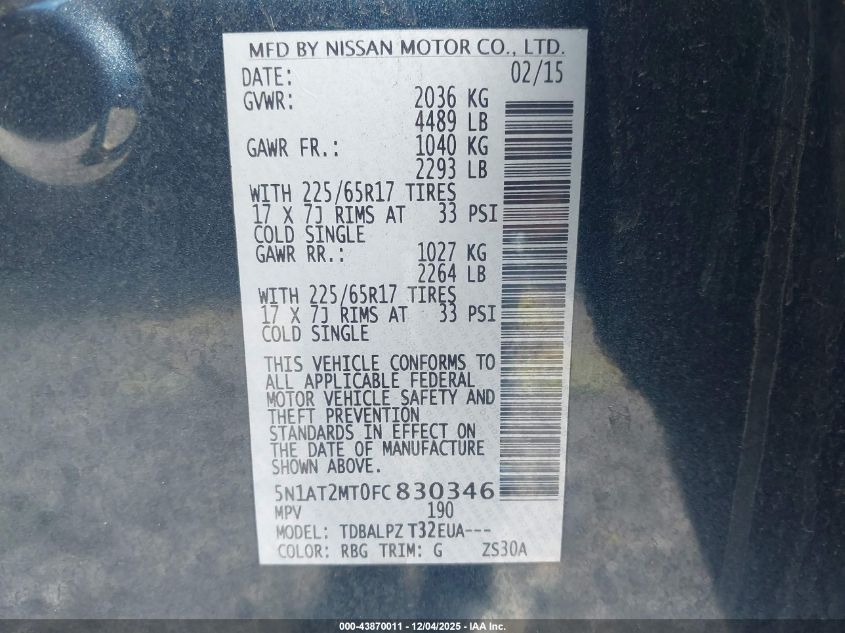 MFD BY NISSAN MOTOR CO., LTD.
DATE: 02/15
GVWR: 2036 KG
4489 LB
GAWR FR.: 1040 KG
2293 LB
WITH 225/65R17 TIRES
17 X 7J RIMS AT 33 PSI
COLD SINGLE
GAWR RR.: 1027 KG
2264 LB
WITH 225/65R17 TIRES
17 X 7J RIMS AT 33 PSI
COLD SINGLE
THIS VEHICLE CONFORMS TO
ALL APPLICABLE FEDERAL
MOTOR VEHICLE SAFETY AND
THEFT PREVENTION
STANDARDS IN EFFECT ON
THE DATE OF MANUFACTURE
SHOWN ABOVE.
5N1AT2MT0FC830346
MPV 190
MODEL: TDBALPZ T32EUA---
COLOR: RBG TRIM: G ZS30A
000-43870011 - 12/04/2025 - IAA Inc.